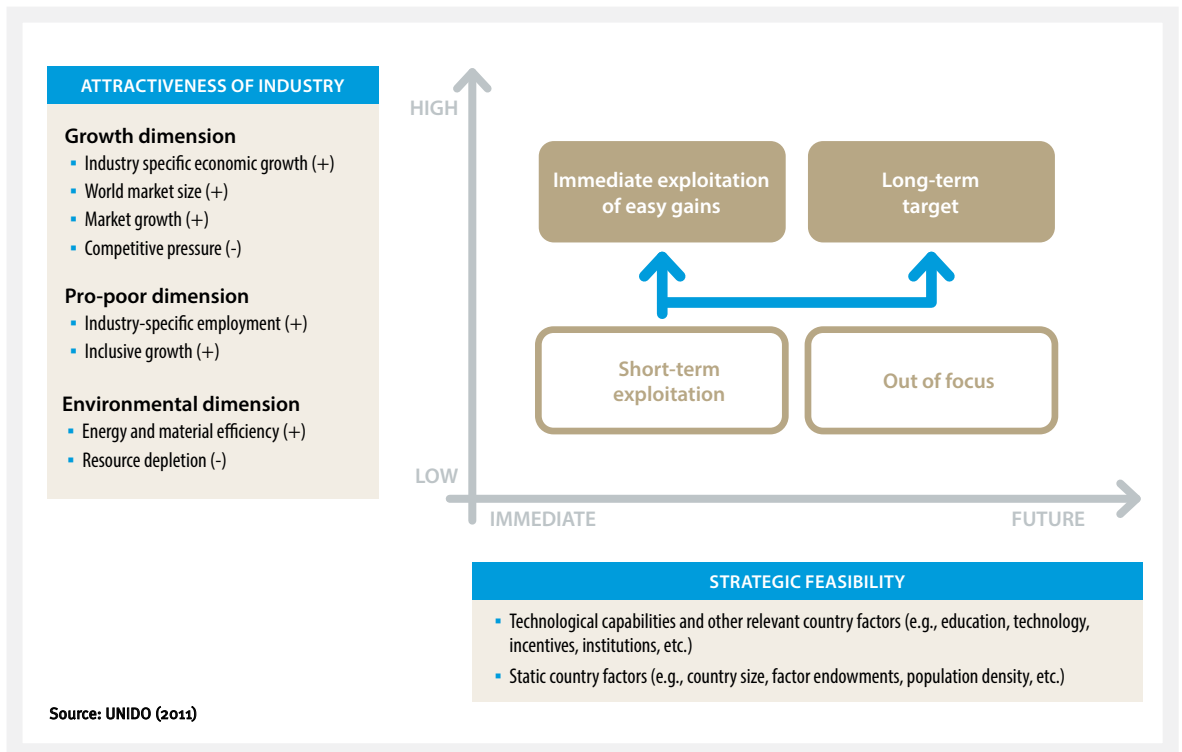 ATTRACTIVENESS OF INDUSTRY
Growth dimension
▪ Industry specific economic growth (+)
▪ World market size (+)
▪ Market growth (+)
▪ Competitive pressure (-)
Pro-poor dimension
▪ Industry-specific employment (+)
▪ Inclusive growth (+)
Environmental dimension
▪ Energy and material efficiency (+)
▪ Resource depletion (-)
HIGH
Immediate exploitation
of easy gains
Long-term
target
Short-term
exploitation
Out of focus
LOW
IMMEDIATE
FUTURE
STRATEGIC FEASIBILITY
▪ Technological capabilities and other relevant country factors (e.g., education, technology,
incentives, institutions, etc.)
▪ Static country factors (e.g., country size, factor endowments, population density, etc.)
Source: UNIDO (2011)